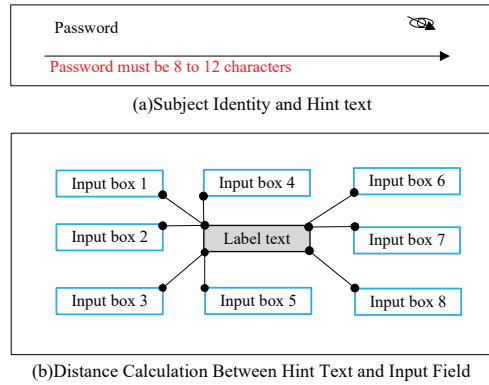 Password
Password must be 8 to 12 characters
(a)Subject Identity and Hint text
Input box 1
Input box 4
Input box 6
Input box 2
Label text
Input box 7
Input box 3
Input box 5
Input box 8
(b)Distance Calculation Between Hint Text and Input Field